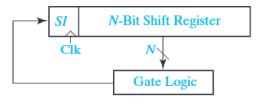 SI N-Bit Shift Register
Clk N
Gate Logic